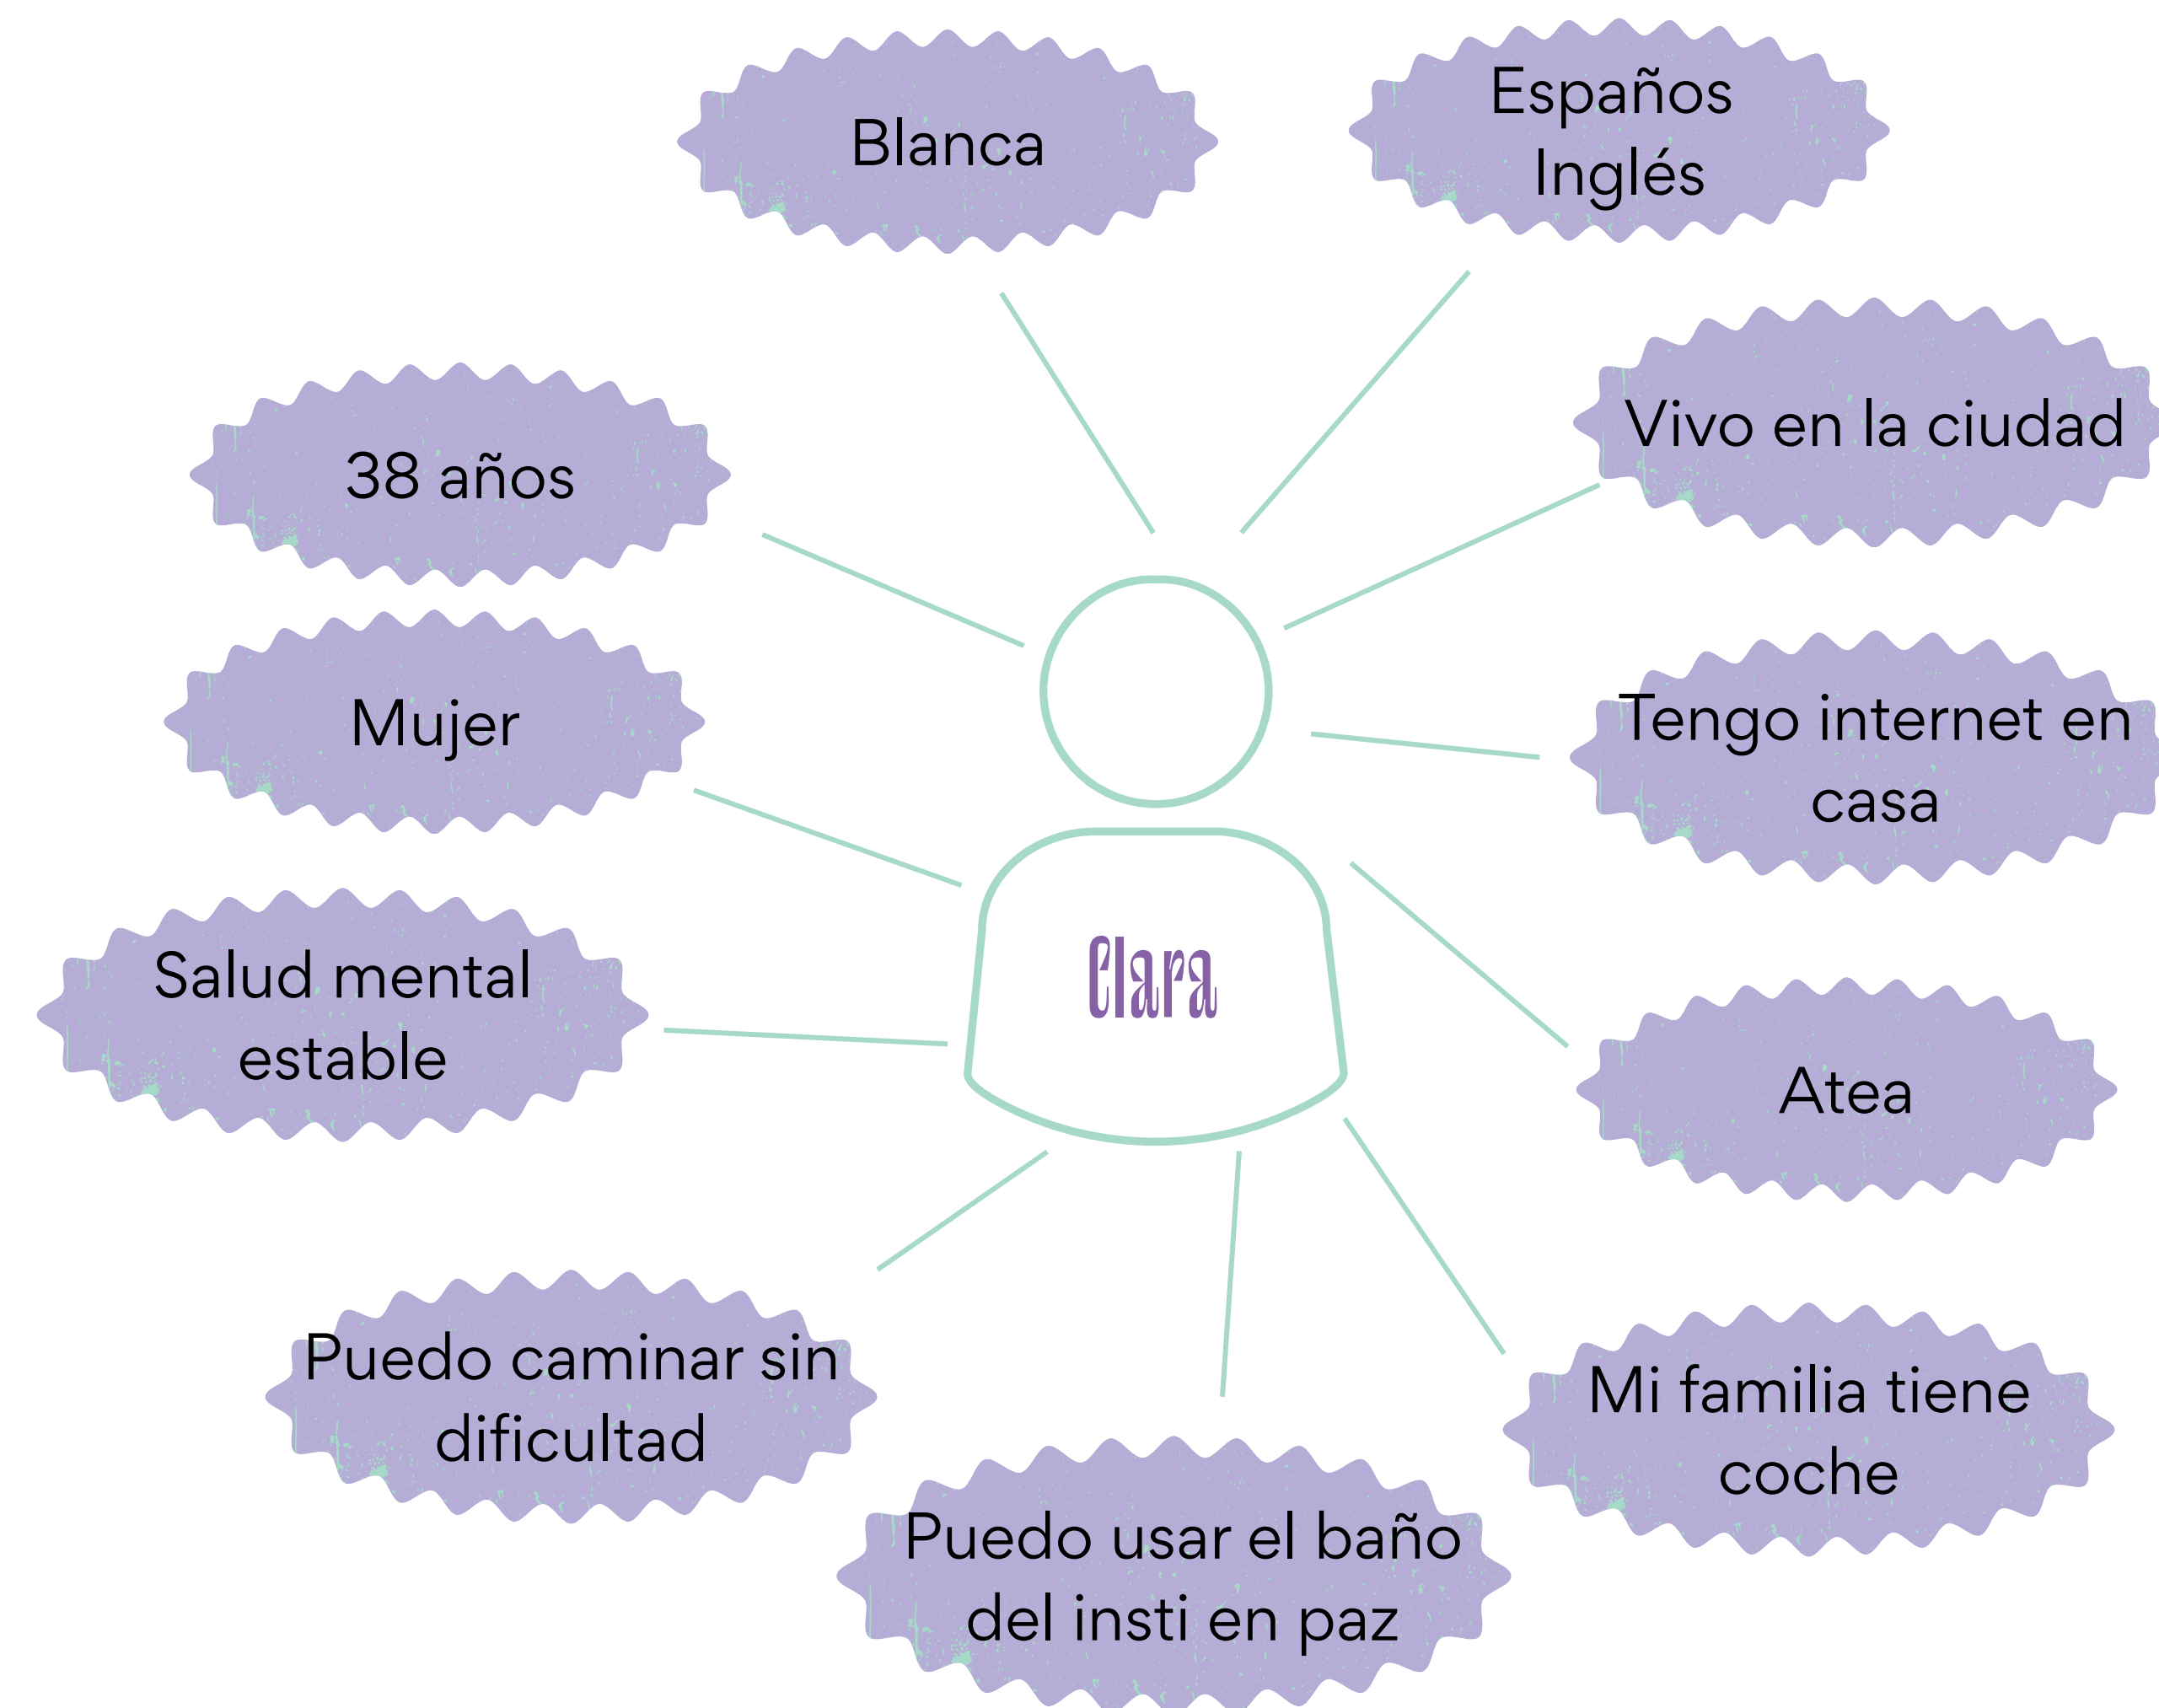 Blanca
Españos
Inglés
38 años
Vivo en la ciudad
Mujer
Tengo internet en
casa
Salud mental
estable
Clara
Atea
Puedo caminar sin
dificultad
Mi familia tiene
coche
Puedo usar el baño
del insti en paz